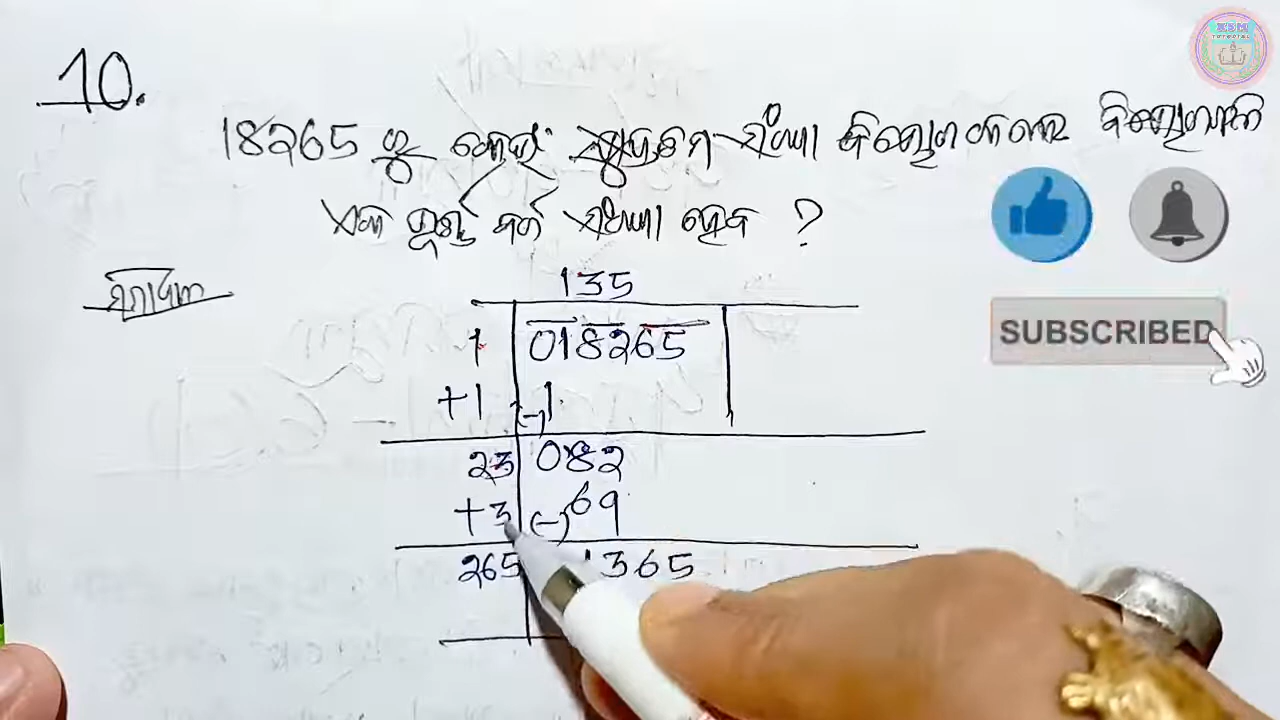 10.
18265 ରୁ କେଉଁ କ୍ଷୁଦ୍ରତମ ସଂଖ୍ୟା ବିୟୋଗ କଲେ ବିୟୋଗଫଳ
ଏକ ପୂର୍ଣ୍ଣ ବର୍ଗ ସଂଖ୍ୟା ହେବ ?
ସମାଧାନ
135
1 018265
+1 (-)1
23 082
+3 (-)69
265 1365
SUBSCRIBED